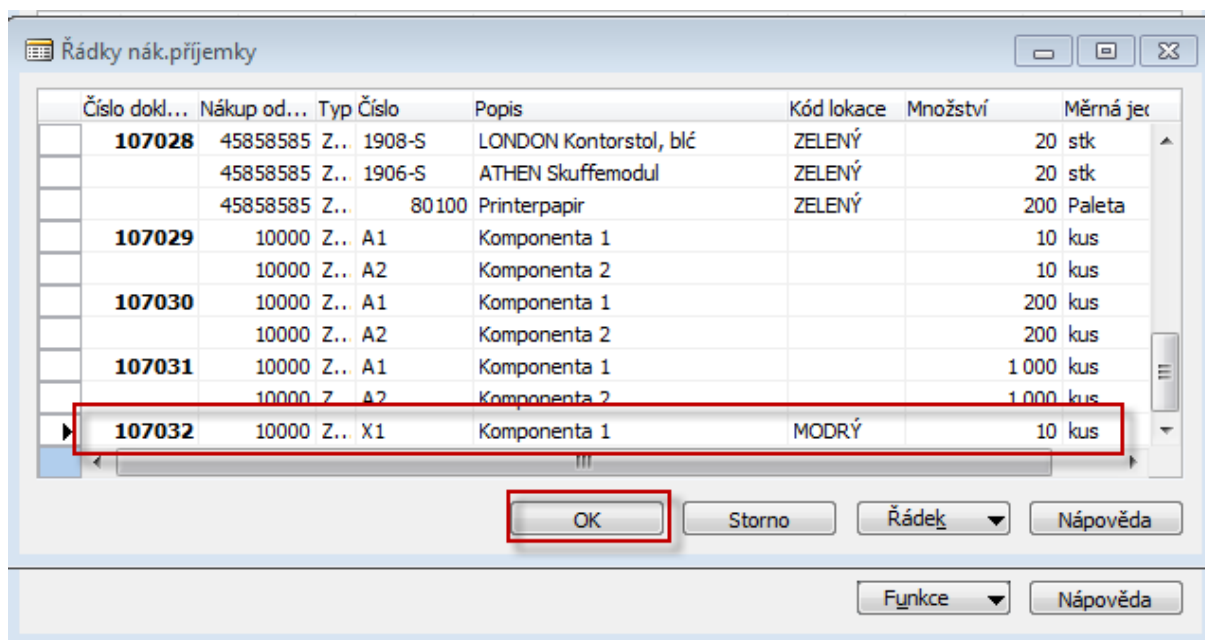 Řádky nák.příjemky
Číslo dokl... Nákup od... Typ Číslo Popis Kód lokace Množství Měrná jec
107028 45858585 Z... 1908-S LONDON Kontorstol, blć ZELENÝ 20 stk
45858585 Z... 1906-S ATHEN Skuffemodul ZELENÝ 20 stk
45858585 Z... 80100 Printerpapir ZELENÝ 200 Paleta
107029 10000 Z... A1 Komponenta 1 10 kus
10000 Z... A2 Komponenta 2 10 kus
107030 10000 Z... A1 Komponenta 1 200 kus
10000 Z... A2 Komponenta 2 200 kus
107031 10000 Z... A1 Komponenta 1 1 000 kus
10000 Z... A2 Komponenta 2 1 000 kus
107032 10000 Z... X1 Komponenta 1 MODRÝ 10 kus
OK Storno Řádek Nápověda
Funkce Nápověda